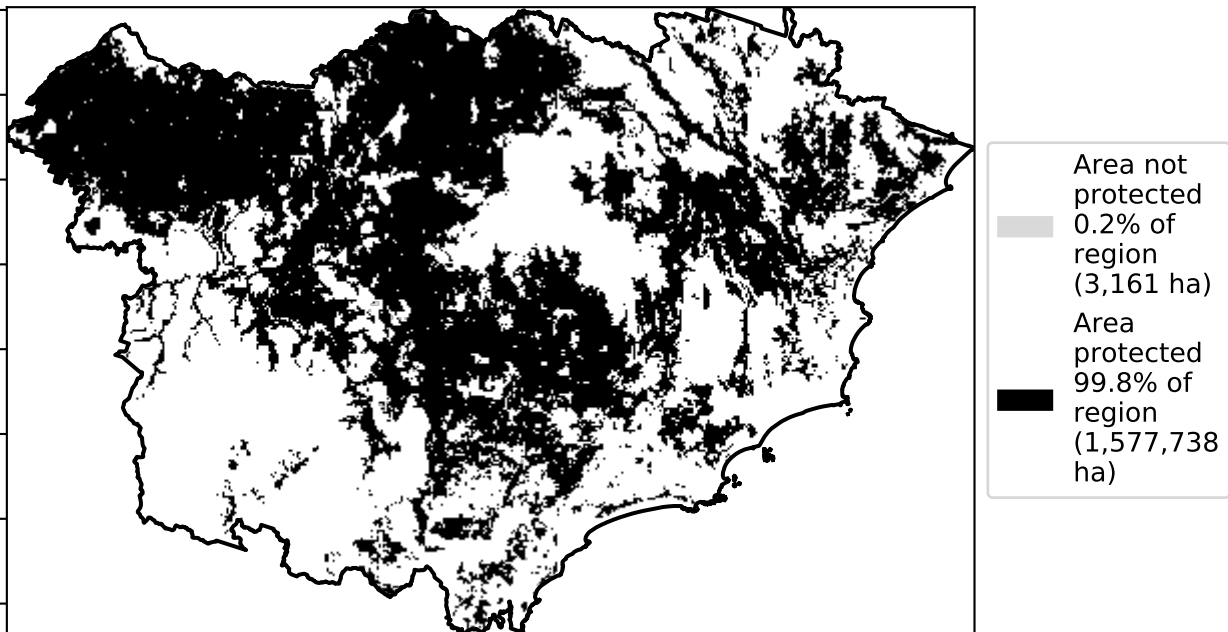 Area not
protected
0.2% of
region
(3,161 ha)
Area
protected
99.8% of
region
(1,577,738
ha)